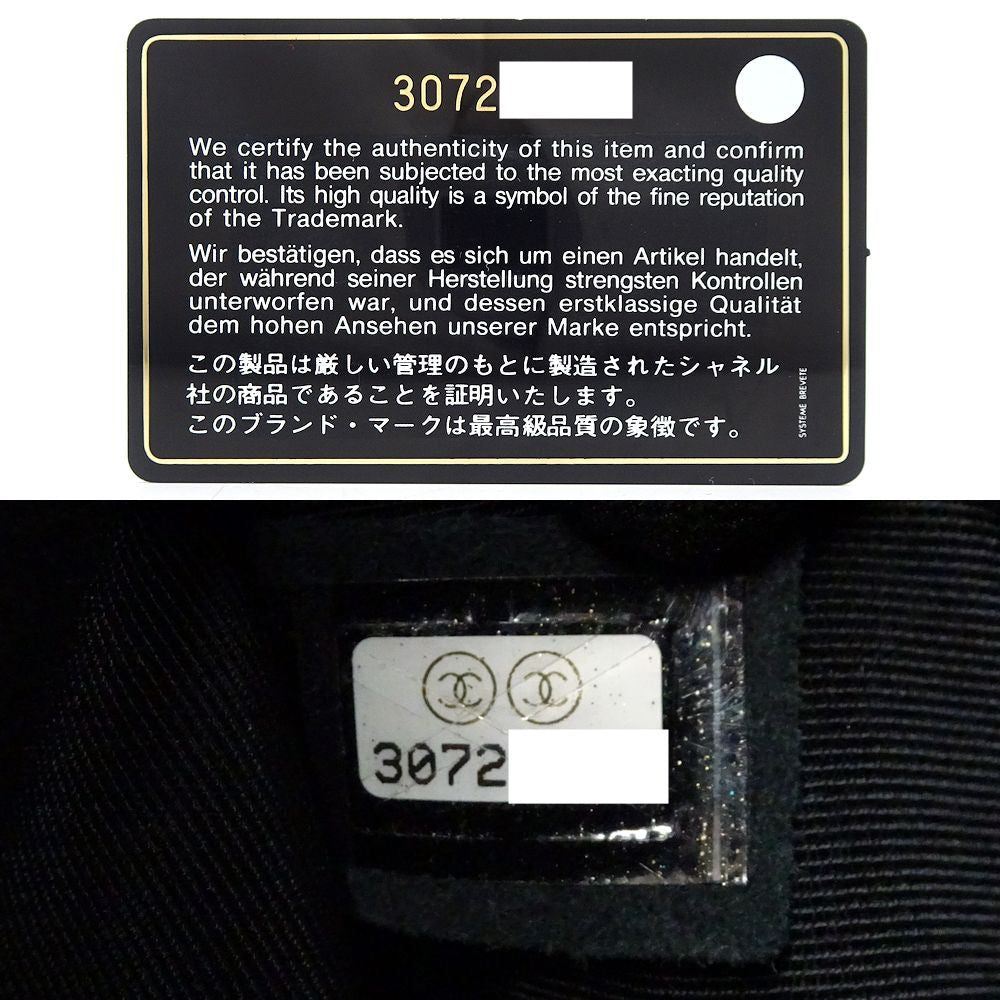 3072
We certify the authenticity of this item and confirm
that it has been subjected to the most exacting quality
control. Its high quality is a symbol of the fine reputation
of the Trademark.
Wir bestätigen, dass es sich um einen Artikel handelt,
der während seiner Herstellung strengsten Kontrollen
unterworfen war, und dessen erstklassige Qualität
dem hohen Ansehen unserer Marke entspricht.
この製品は厳しい管理のもとに製造されたシャネル
社の商品であることを証明いたします。
このブランド・マークは最高級品質の象徴です。
SYSTEME BREVETE
3072